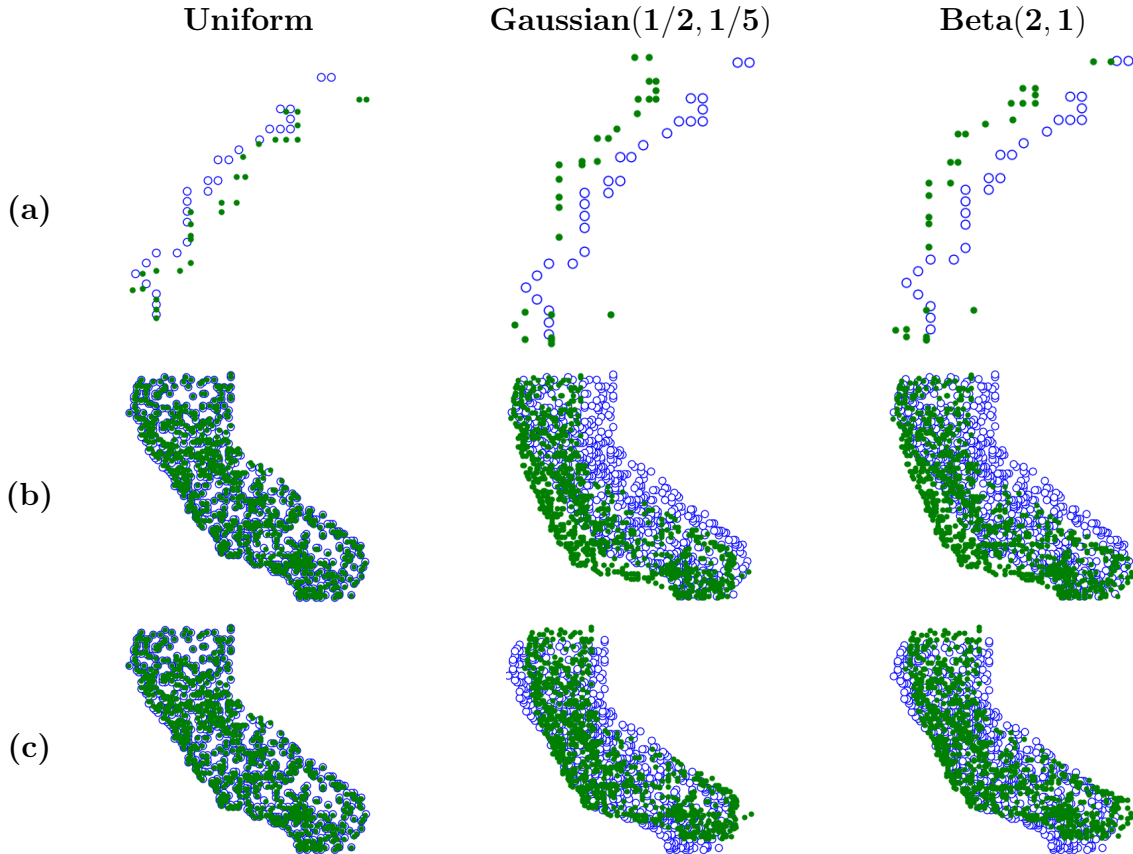 Uniform Gaussian(1/2, 1/5) Beta(2, 1)
(a)
(b)
(c)